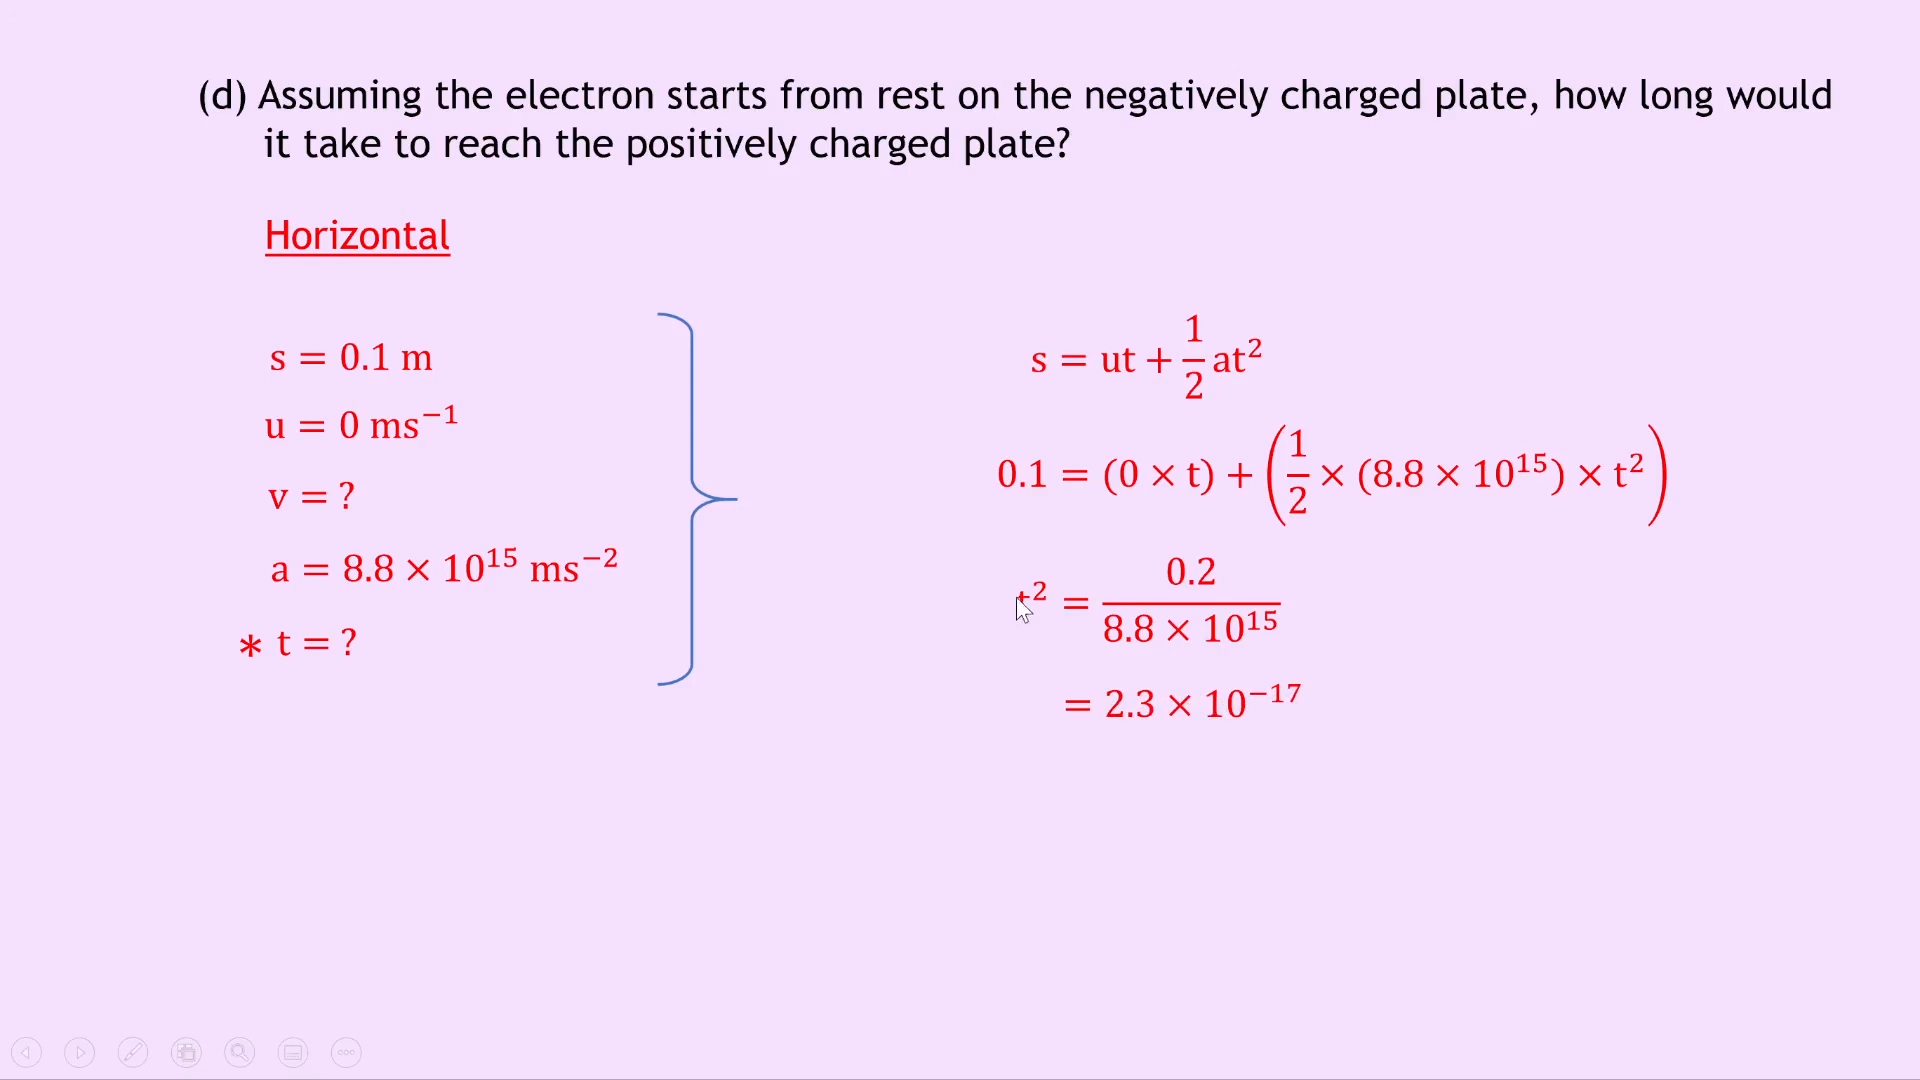 (d) Assuming the electron starts from rest on the negatively charged plate, how long would
it take to reach the positively charged plate?
Horizontal
s = 0.1 m
u = 0 ms⁻¹
v = ?
a = 8.8 × 10¹⁵ ms⁻²
* t = ?
s = ut + 1/2 at²
0.1 = (0 × t) + (1/2 × (8.8 × 10¹⁵) × t²)
t² = 0.2 / 8.8 × 10¹⁵
= 2.3 × 10⁻¹⁷